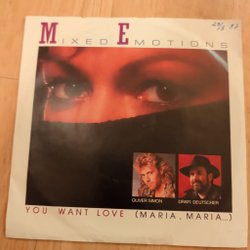 MIXED EMOTIONS
OLIVER SIMON
DRAFI DEUTSCHER
YOU WANT LOVE (MARIA, MARIA...)